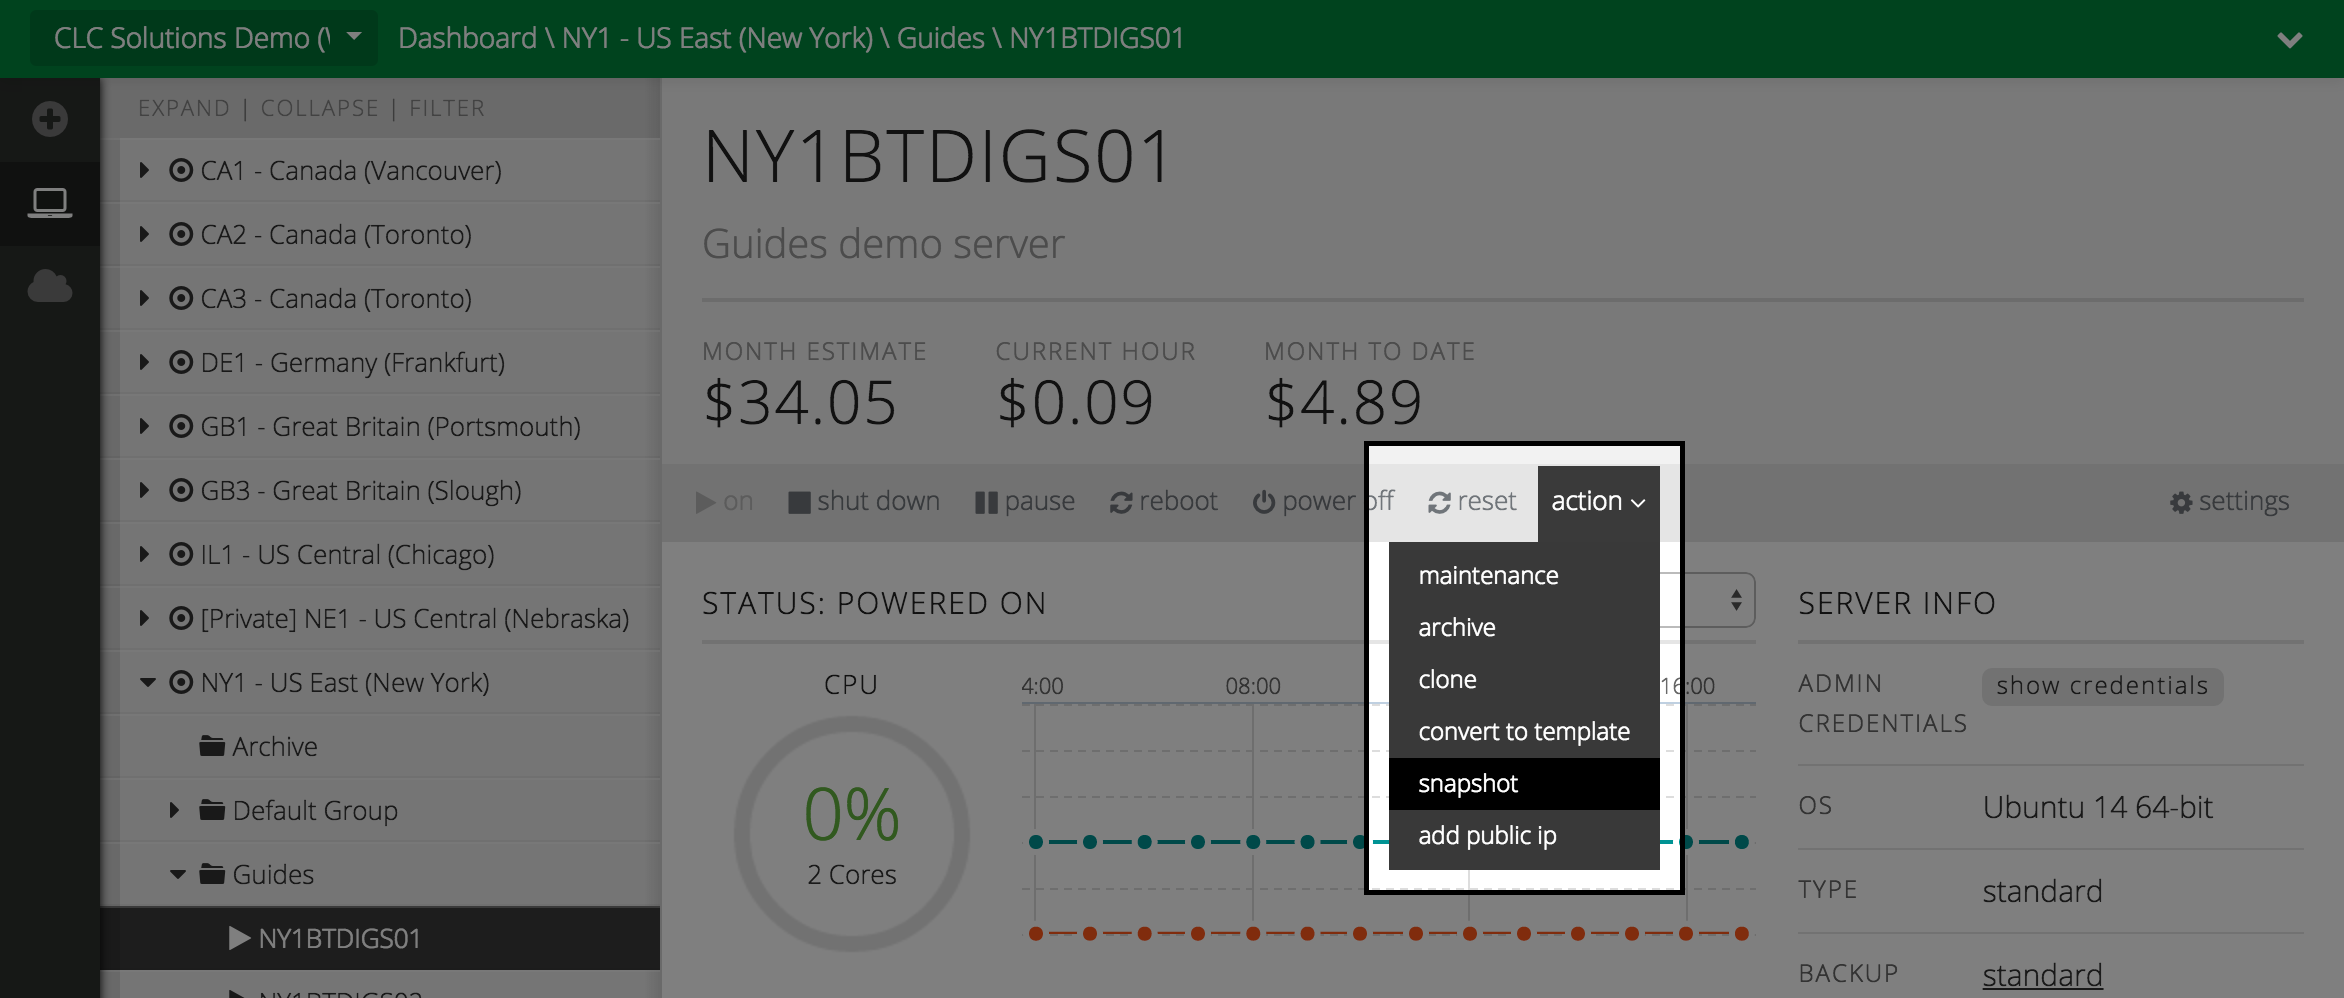 CLC Solutions Demo (
Dashboard \ NY1 - US East (New York) \ Guides \ NY1BTDIGS01
EXPAND | COLLAPSE | FILTER
CA1 - Canada (Vancouver)
CA2 - Canada (Toronto)
CA3 - Canada (Toronto)
DE1 - Germany (Frankfurt)
GB1 - Great Britain (Portsmouth)
GB3 - Great Britain (Slough)
IL1 - US Central (Chicago)
[Private] NE1 - US Central (Nebraska)
NY1 - US East (New York)
Archive
Default Group
Guides
NY1BTDIGS01
NY1BTDIGS01
Guides demo server
MONTH ESTIMATE CURRENT HOUR MONTH TO DATE
$34.05 $0.09 $4.89
on shut down pause reboot power off reset action settings
maintenance
archive
clone
convert to template
snapshot
add public ip
STATUS: POWERED ON
CPU
0%
2 Cores
4:00 08:00 16:00
SERVER INFO
ADMIN CREDENTIALS show credentials
OS Ubuntu 14 64-bit
TYPE standard
BACKUP standard